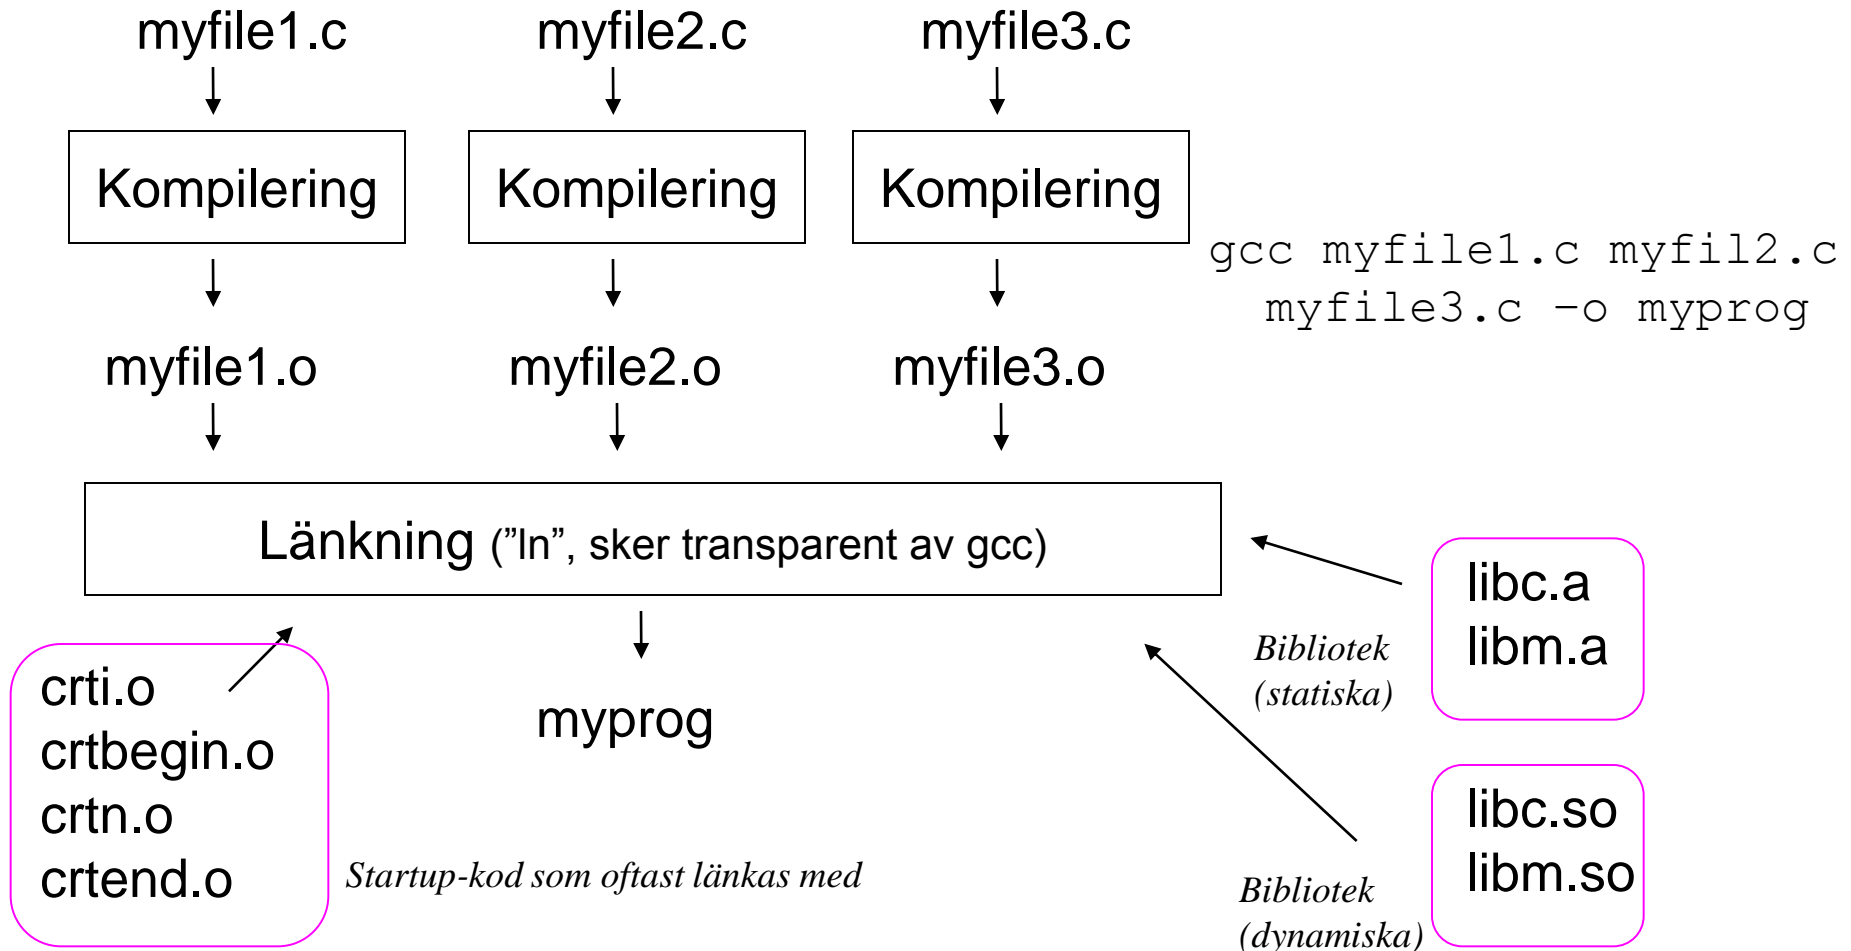 myfile1.c myfile2.c myfile3.c
Kompilering Kompilering Kompilering
gcc myfile1.c myfil2.c
myfile3.c –o myprog
myfile1.o myfile2.o myfile3.o
Länkning (”ln”, sker transparent av gcc)
libc.a
libm.a
Bibliotek
(statiska)
crti.o
crtbegin.o
crtn.o
crtend.o
myprog
Startup-kod som oftast länkas med
libc.so
libm.so
Bibliotek
(dynamiska)